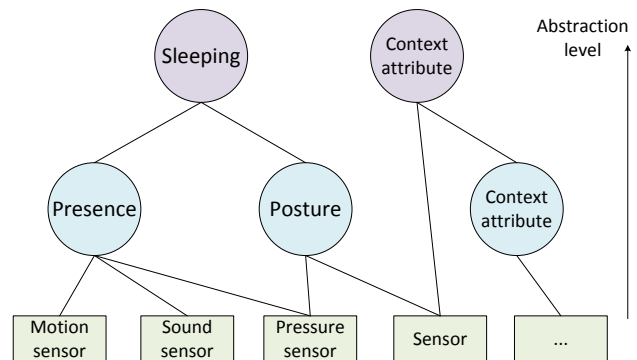 Sleeping
Context
attribute
Abstraction
level
Presence
Posture
Context
attribute
Motion
sensor
Sound
sensor
Pressure
sensor
Sensor
...